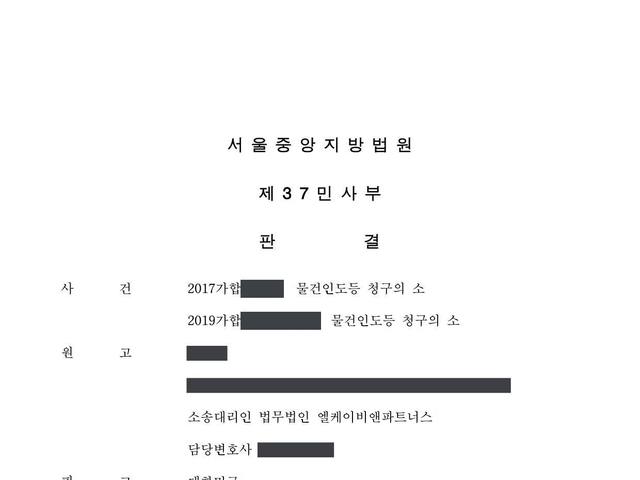 서울중앙지방법원
제37민사부
판 결
사 건 2017가합 물건인도등 청구의 소
2019가합 물건인도등 청구의 소
원 고
소송대리인 법무법인 엘케이비앤파트너스
담당변호사